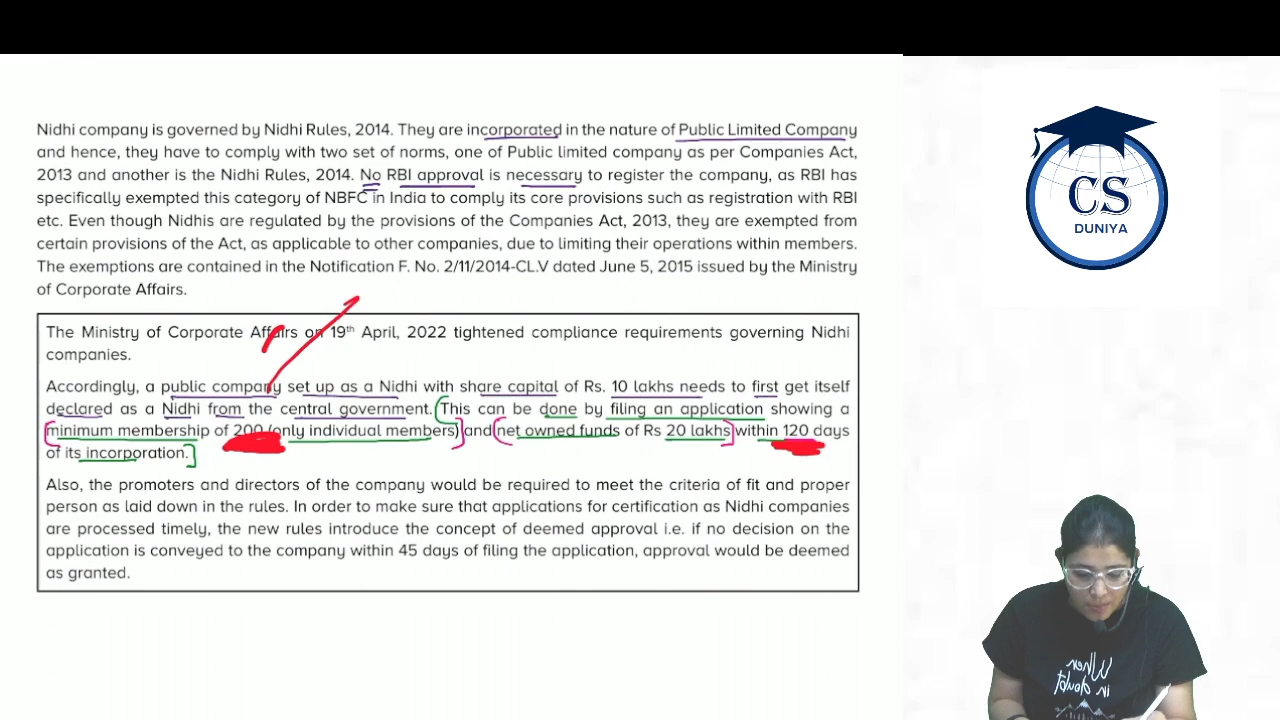 Nidhi company is governed by Nidhi Rules, 2014. They are incorporated in the nature of Public Limited Company
and hence, they have to comply with two set of norms, one of Public limited company as per Companies Act,
2013 and another is the Nidhi Rules, 2014. No RBI approval is necessary to register the company, as RBI has
specifically exempted this category of NBFC in India to comply its core provisions such as registration with RBI
etc. Even though Nidhis are regulated by the provisions of the Companies Act, 2013, they are exempted from
certain provisions of the Act, as applicable to other companies, due to limiting their operations within members.
The exemptions are contained in the Notification F. No. 2/11/2014-CL.V dated June 5, 2015 issued by the Ministry
of Corporate Affairs.
The Ministry of Corporate Affairs on 19th April, 2022 tightened compliance requirements governing Nidhi
companies.
Accordingly, a public company set up as a Nidhi with share capital of Rs. 10 lakhs needs to first get itself
declared as a Nidhi from the central government. This can be done by filing an application showing a
minimum membership of 200 (only individual members) and net owned funds of Rs 20 lakhs within 120 days
of its incorporation.
Also, the promoters and directors of the company would be required to meet the criteria of fit and proper
person as laid down in the rules. In order to make sure that applications for certification as Nidhi companies
are processed timely, the new rules introduce the concept of deemed approval i.e. if no decision on the
application is conveyed to the company within 45 days of filing the application, approval would be deemed
as granted.
CS
DUNIYA
When
in doubt